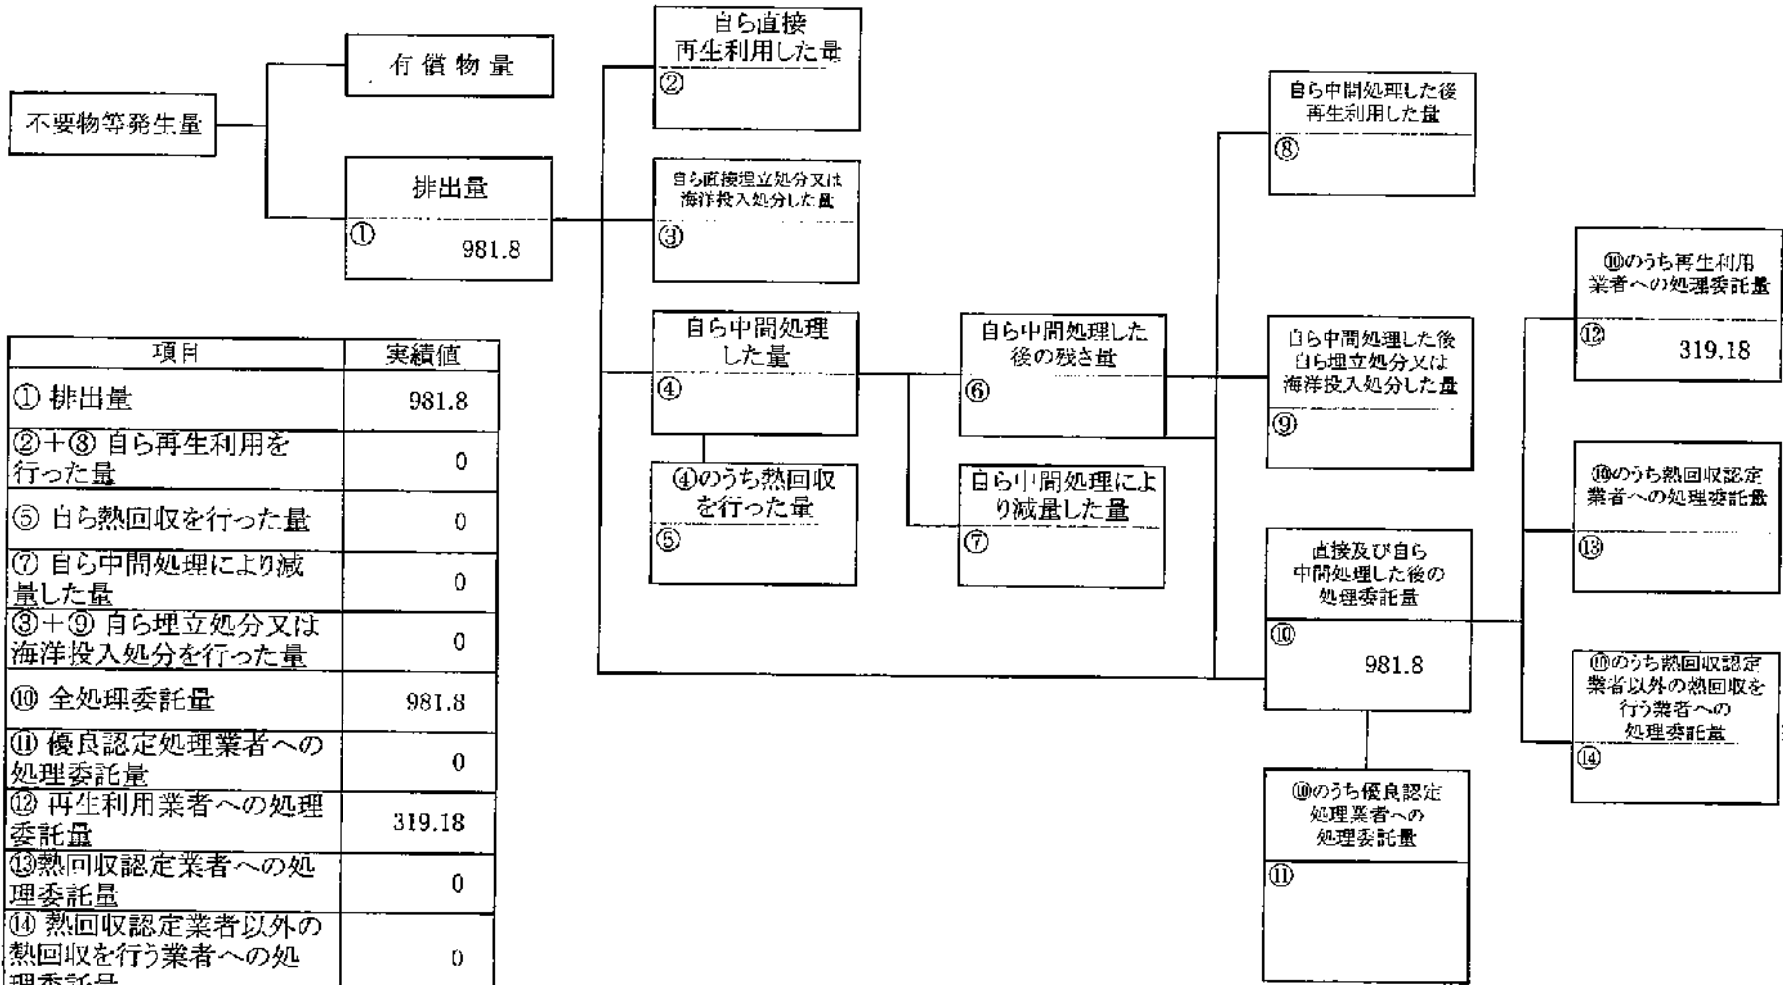 不要物等発生量
有償物量
排出量
①
981.8
自ら直接
再生利用した量
②
自ら直接埋立処分又は
海洋投入処分した量
③
自ら中間処理
した量
④
④のうち熱回収
を行った量
⑤
自ら中間処理した
後の残さ量
⑥
自ら中間処理によ
り減量した量
⑦
自ら中間処理した後
再生利用した量
⑧
自ら中間処理した後
自ら埋立処分又は
海洋投入処分した量
⑨
直接及び自ら
中間処理した後の
処理委託量
⑩
981.8
⑩のうち優良認定
処理業者への
処理委託量
⑪
⑩のうち再生利用
業者への処理委託量
⑫
319.18
⑩のうち熱回収認定
業者への処理委託量
⑬
⑩のうち熱回収認定
業者以外の熱回収を
行う業者への
処理委託量
⑭
項目 実績値
① 排出量 981.8
②+⑧ 自ら再生利用を
行った量 0
⑤ 自ら熱回収を行った量 0
⑦ 自ら中間処理により減
量した量 0
③+⑨ 自ら埋立処分又は
海洋投入処分を行った量 0
⑩ 全処理委託量 981.8
⑪ 優良認定処理業者への
処理委託量 0
⑫ 再生利用業者への処理
委託量 319.18
⑬熱回収認定業者への処
理委託量 0
⑭ 熱回収認定業者以外の
熱回収を行う業者への処 0
理委託量